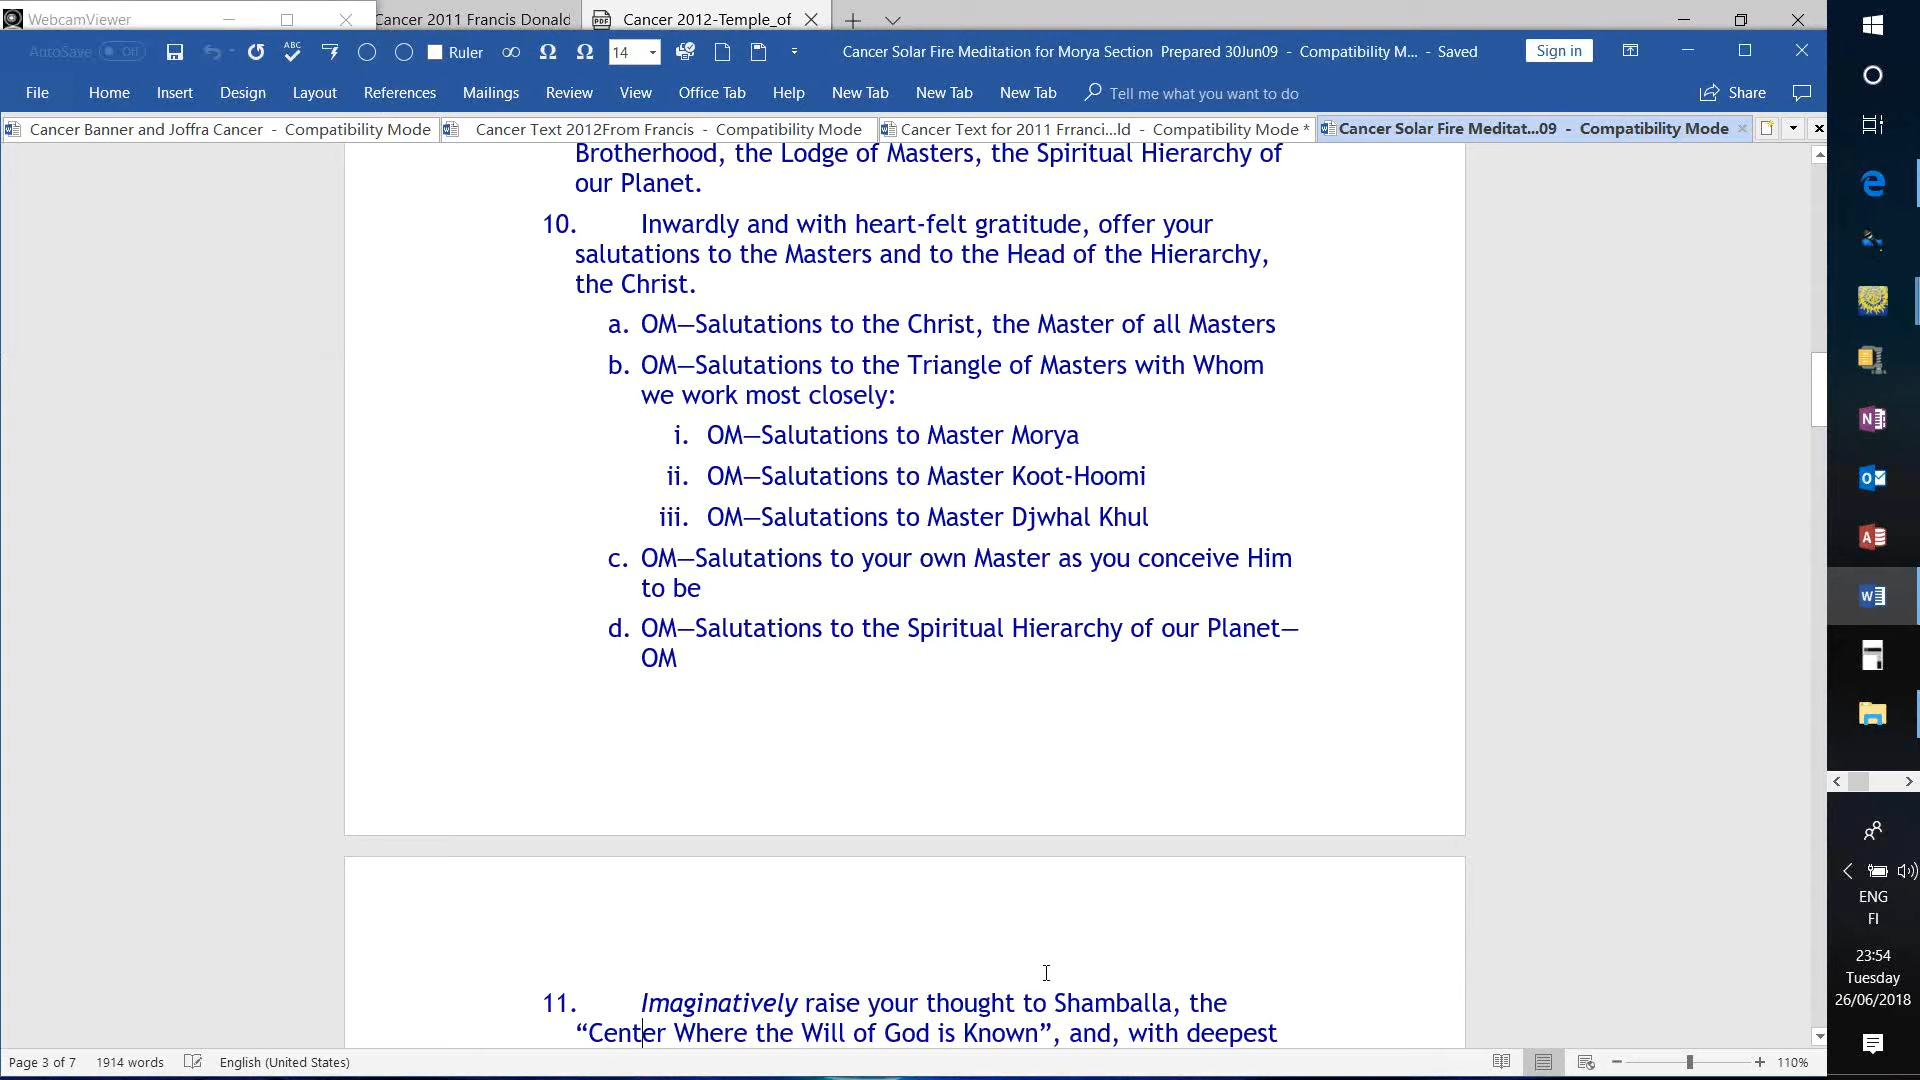 WebcamViewer
Cancer 2011 Francis Donald
Cancer 2012-Temple_of
AutoSave Off
Ruler
14
Cancer Solar Fire Meditation for Morya Section Prepared 30Jun09 - Compatibility M... - Saved
Sign in
File Home Insert Design Layout References Mailings Review View Office Tab Help New Tab New Tab New Tab Tell me what you want to do Share
Cancer Banner and Joffra Cancer - Compatibility Mode
Cancer Text 2012From Francis - Compatibility Mode
Cancer Text for 2011 Frranci...ld - Compatibility Mode *
Cancer Solar Fire Meditat...09 - Compatibility Mode
Brotherhood, the Lodge of Masters, the Spiritual Hierarchy of
our Planet.
10. Inwardly and with heart-felt gratitude, offer your
salutations to the Masters and to the Head of the Hierarchy,
the Christ.
a. OM—Salutations to the Christ, the Master of all Masters
b. OM—Salutations to the Triangle of Masters with Whom
we work most closely:
i. OM—Salutations to Master Morya
ii. OM—Salutations to Master Koot-Hoomi
iii. OM—Salutations to Master Djwhal Khul
c. OM—Salutations to your own Master as you conceive Him
to be
d. OM—Salutations to the Spiritual Hierarchy of our Planet—
OM
11. Imaginatively raise your thought to Shamballa, the
“Center Where the Will of God is Known”, and, with deepest
Page 3 of 7
1914 words
English (United States)
110%
ENG
FI
23:54
Tuesday
26/06/2018